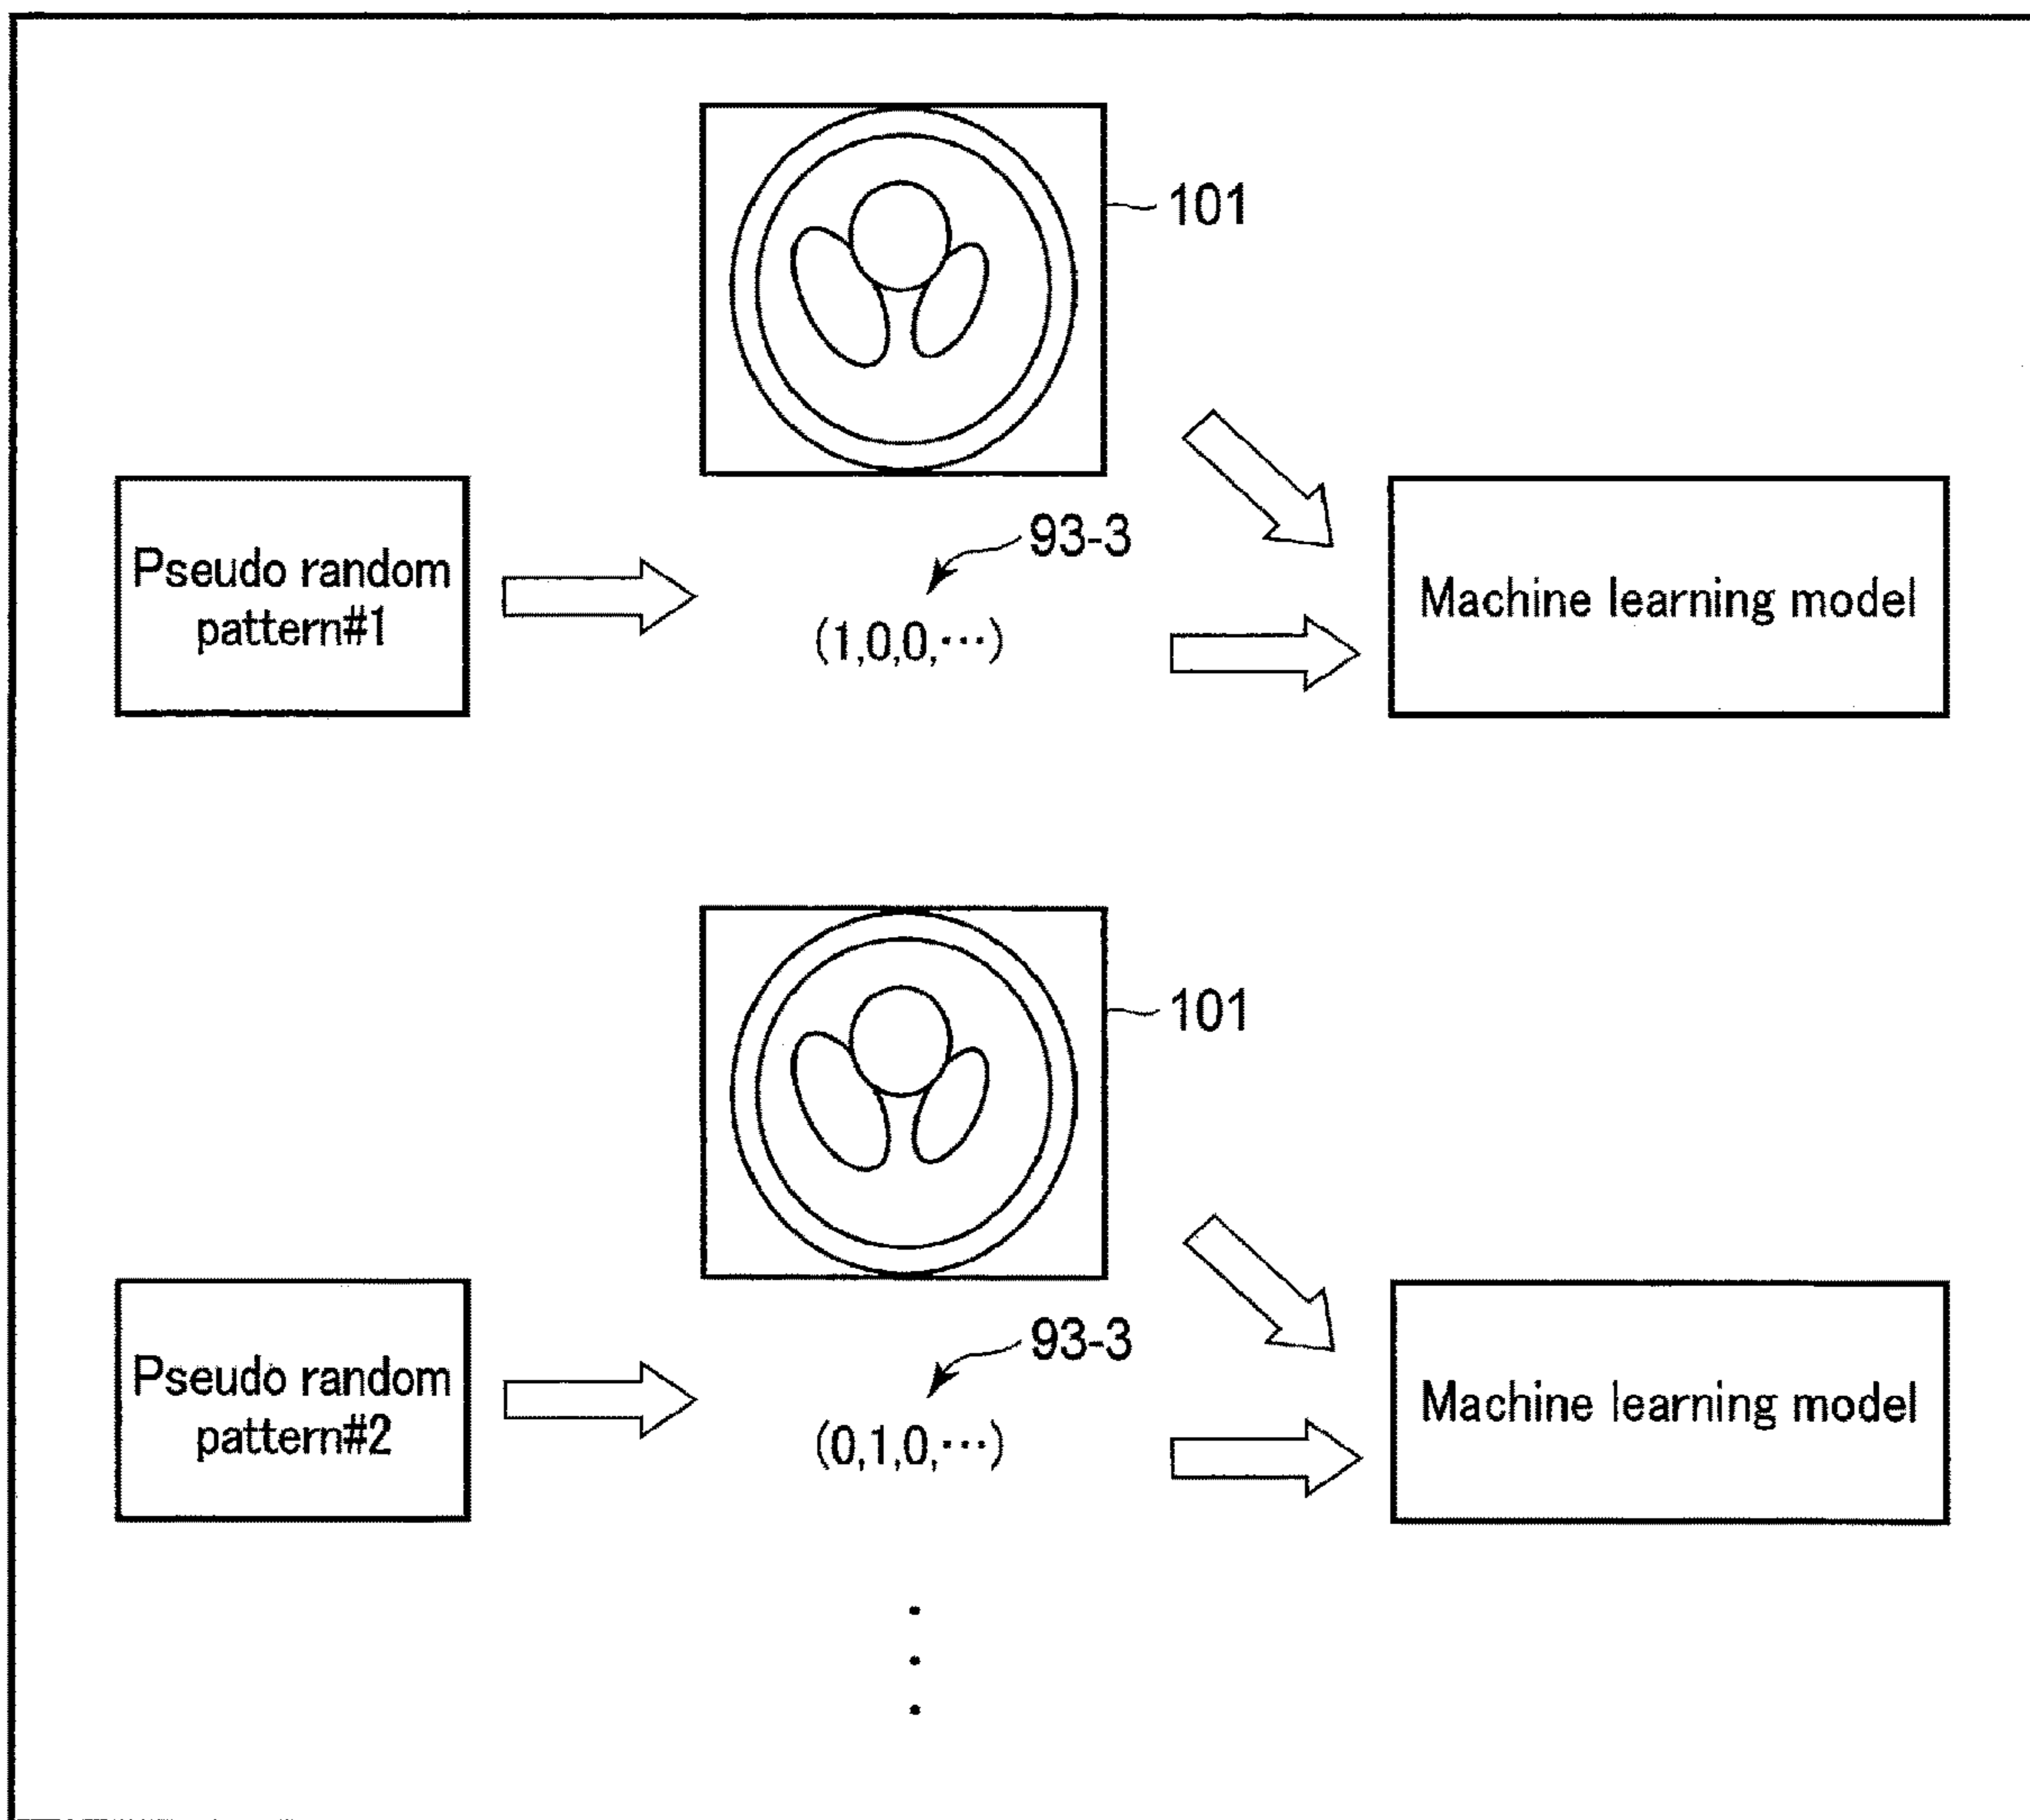 101
93-3
Pseudo random
pattern#1
(1,0,0,···)
Machine learning model
101
93-3
Pseudo random
pattern#2
(0,1,0,···)
Machine learning model